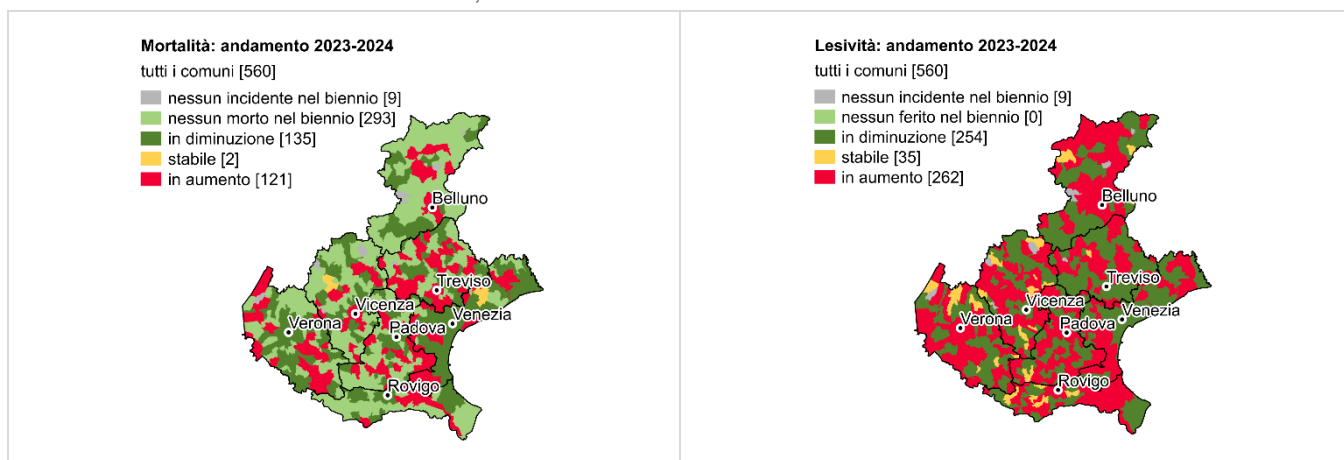 Mortalità: andamento 2023-2024
tutti i comuni [560]
nessun incidente nel biennio [9]
nessun morto nel biennio [293]
in diminuzione [135]
stabile [2]
in aumento [121]
Belluno
Treviso
Vicenza
Venezia
Verona
Padova
Rovigo
Lesività: andamento 2023-2024
tutti i comuni [560]
nessun incidente nel biennio [9]
nessun ferito nel biennio [0]
in diminuzione [254]
stabile [35]
in aumento [262]
Belluno
Treviso
Vicenza
Venezia
Verona
Padova
Rovigo